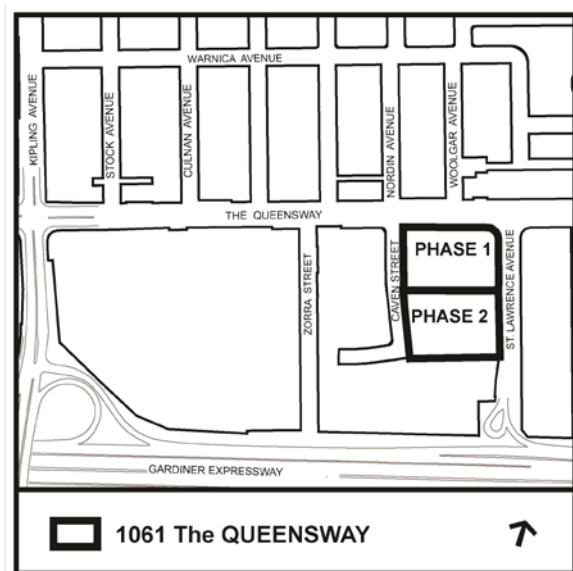 WARNICA AVENUE
KIPLING AVENUE
STOCK AVENUE
CULNAN AVENUE
NORDIN AVENUE
WOOLGAR AVENUE
THE QUEENSWAY
ZORRA STREET
CAVEN STREET
PHASE 1
PHASE 2
ST. LAWRENCE AVENUE
GARDINER EXPRESSWAY
1061 The QUEENSWAY